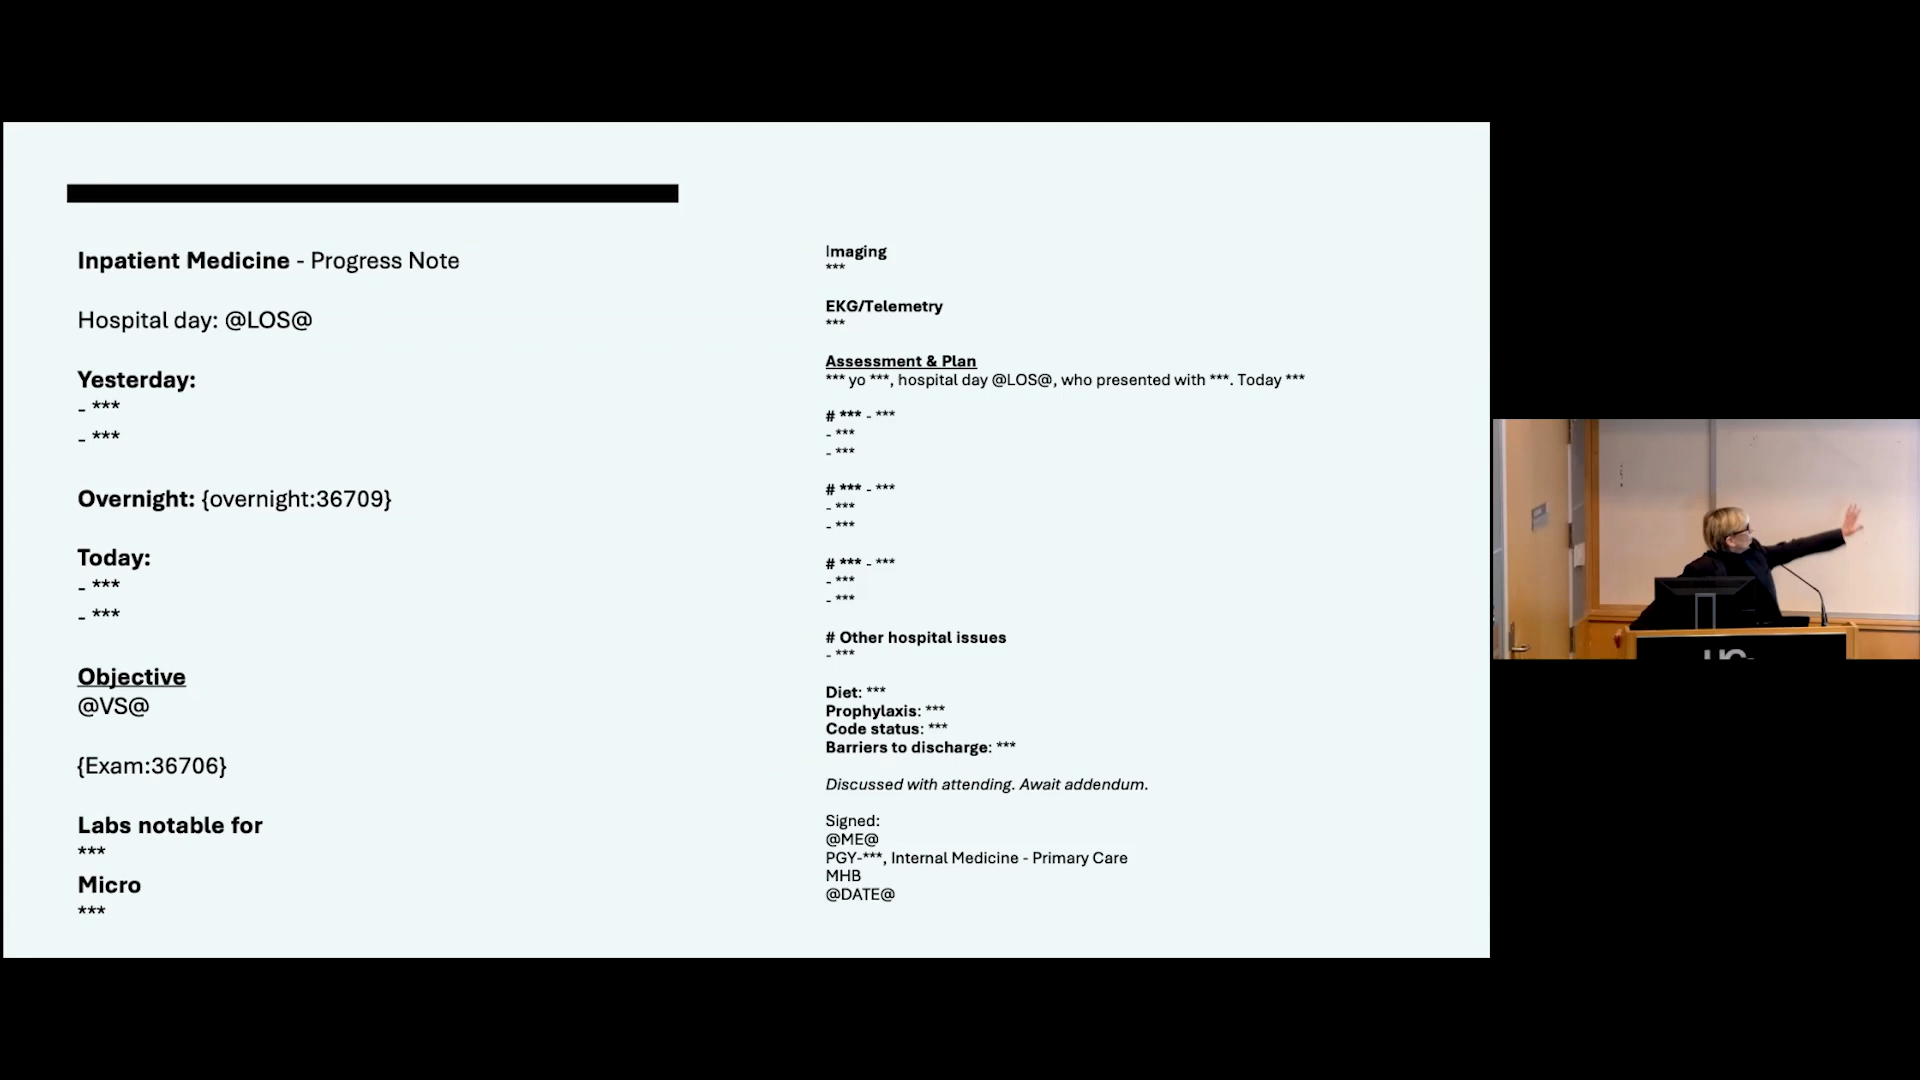 Inpatient Medicine - Progress Note
Hospital day: @LOS@
Yesterday:
- ***
- ***
Overnight: {overnight:36709}
Today:
- ***
- ***
Objective
@VS@
{Exam:36706}
Labs notable for
***
Micro
***
Imaging
***
EKG/Telemetry
***
Assessment & Plan
*** yo ***, hospital day @LOS@, who presented with ***. Today ***
# *** - ***
- ***
- ***
# *** - ***
- ***
- ***
# *** - ***
- ***
- ***
# Other hospital issues
- ***
Diet: ***
Prophylaxis: ***
Code status: ***
Barriers to discharge: ***
Discussed with attending. Await addendum.
Signed:
@ME@
PGY-***, Internal Medicine - Primary Care
MHB
@DATE@